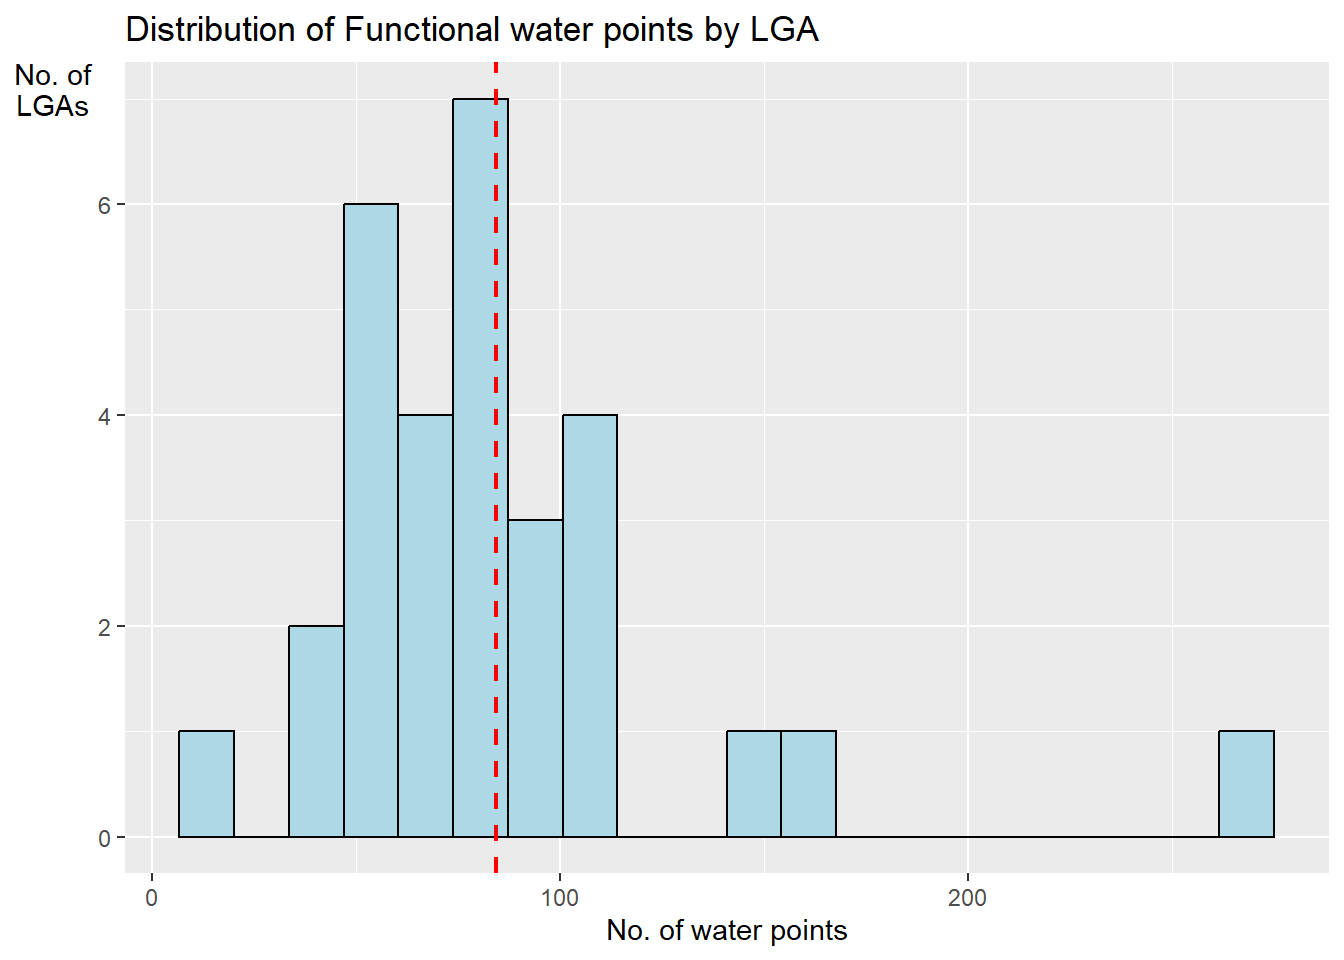 Distribution of Functional water points by LGA
No. of
LGAs
6
4
2
0
0 100 200
No. of water points